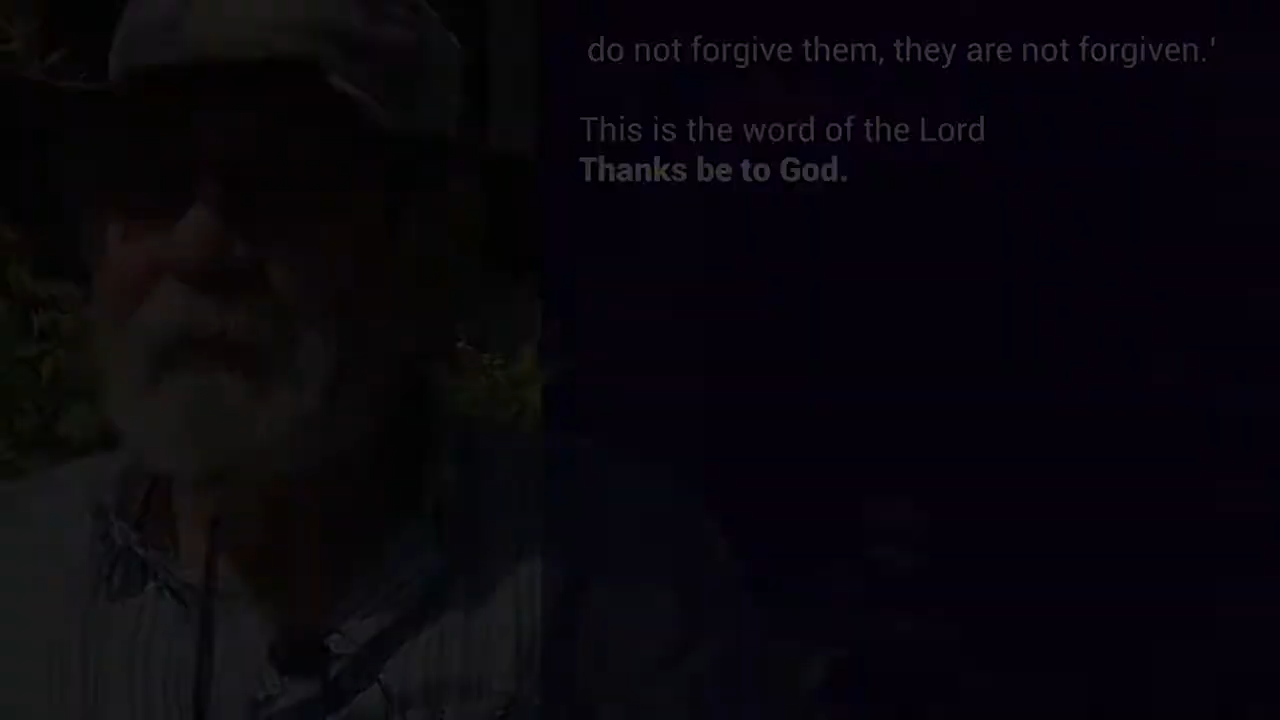 do not forgive them, they are not forgiven.'
This is the word of the Lord
Thanks be to God.